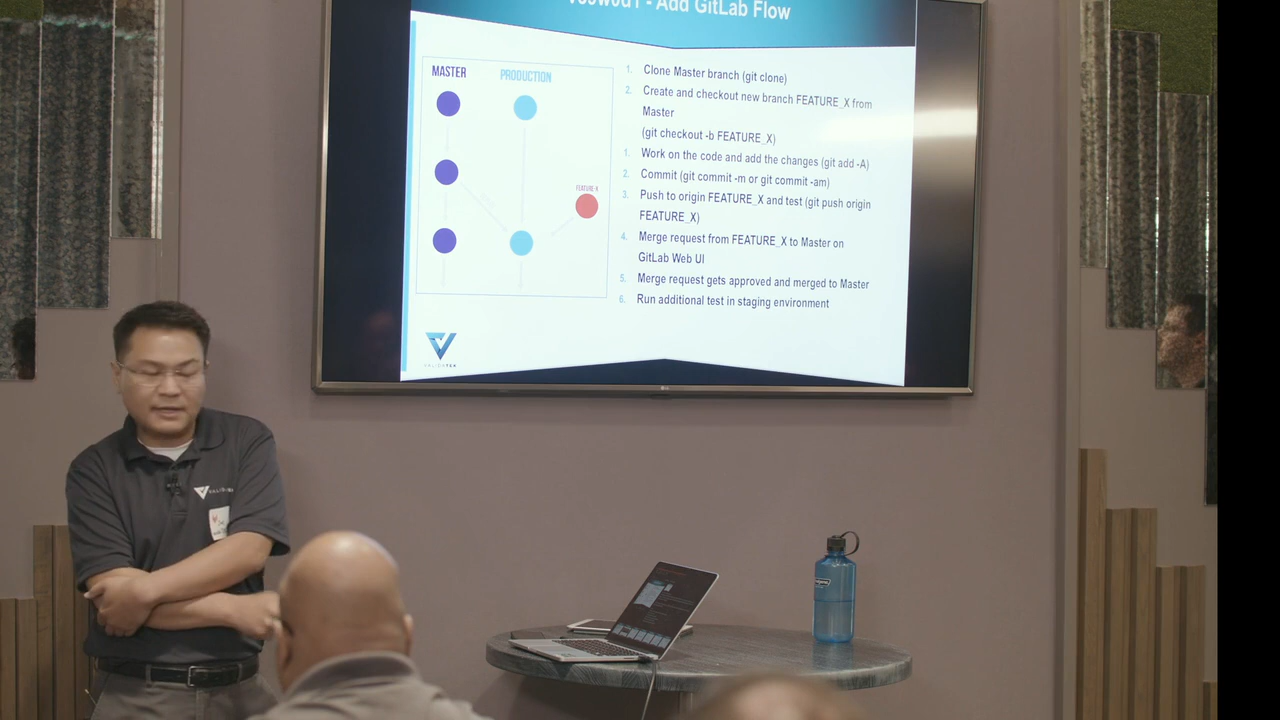 - Add GitLab Flow
MASTER
PRODUCTION
FEATURE-X
1. Clone Master branch (git clone)
2. Create and checkout new branch FEATURE_X from
Master
(git checkout -b FEATURE_X)
1. Work on the code and add the changes (git add -A)
2. Commit (git commit -m or git commit -am)
3. Push to origin FEATURE_X and test (git push origin
FEATURE_X)
4. Merge request from FEATURE_X to Master on
GitLab Web UI
5. Merge request gets approved and merged to Master
6. Run additional test in staging environment
VALIDATEK
LG